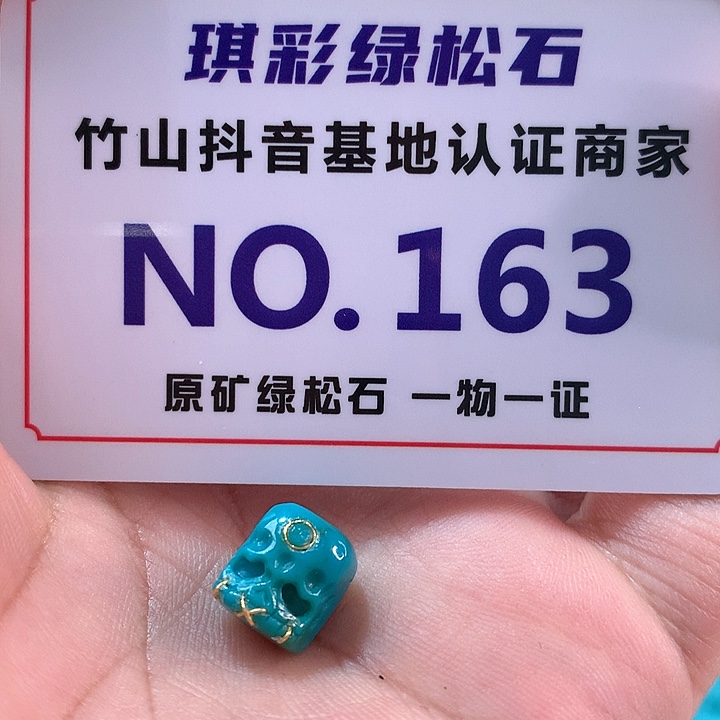 琪彩绿松石
竹山抖音基地认证商家
NO.163
原矿绿松石 一物一证